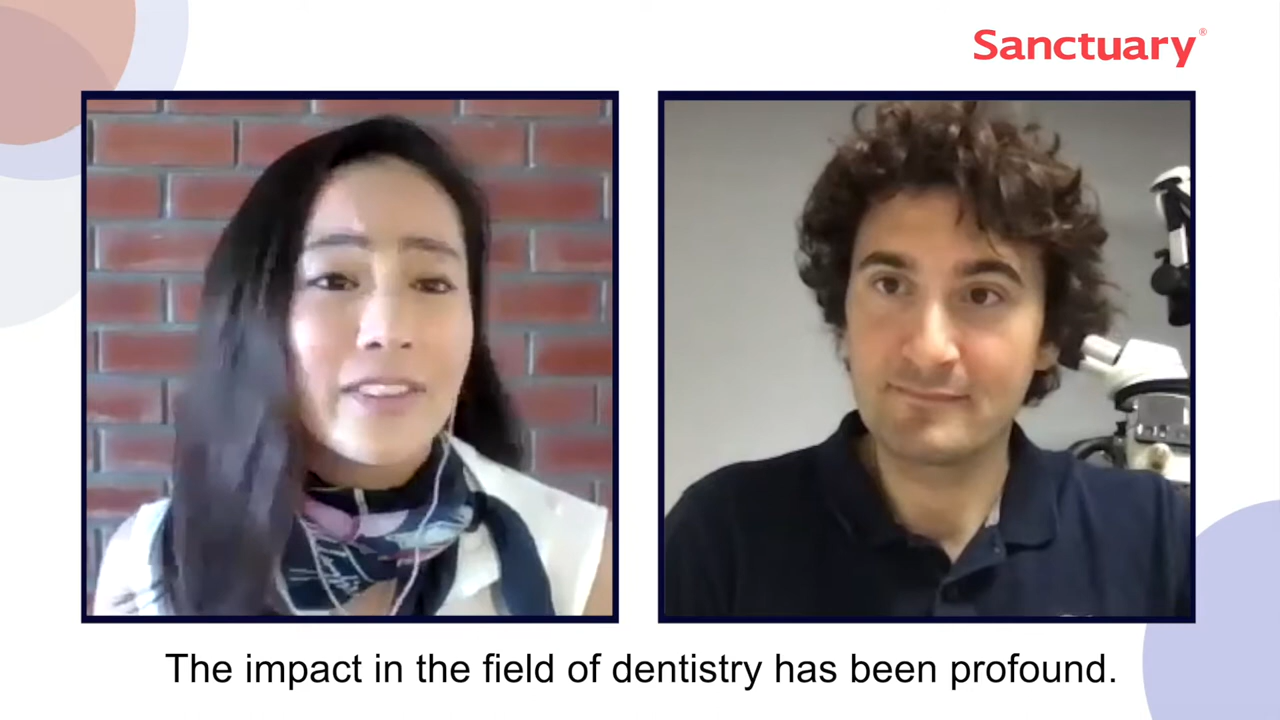 Sanctuary®
The impact in the field of dentistry has been profound.